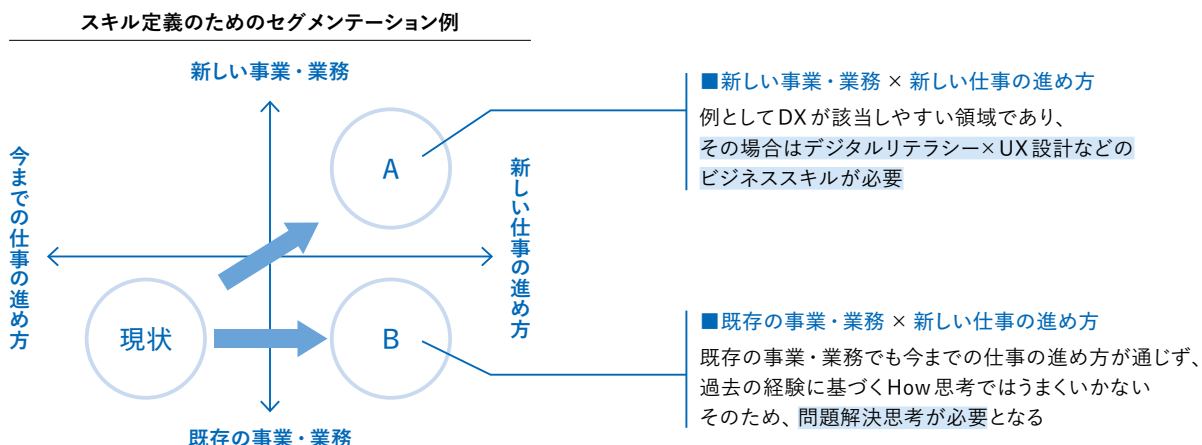 スキル定義のためのセグメンテーション例
新しい事業・業務
今までの仕事の進め方
新しい仕事の進め方
A
現状
B
既存の事業・業務
■新しい事業・業務 × 新しい仕事の進め方
例としてDXが該当しやすい領域であり、
その場合はデジタルリテラシー×UX設計などの
ビジネススキルが必要
■既存の事業・業務 × 新しい仕事の進め方
既存の事業・業務でも今までの仕事の進め方が通じず、
過去の経験に基づくHow思考ではうまくいかない
そのため、問題解決思考が必要となる